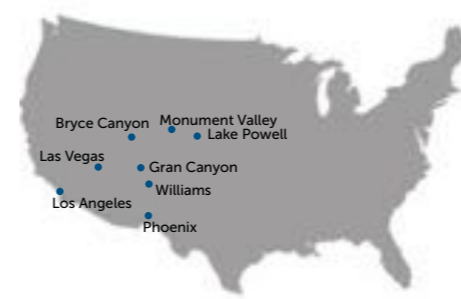 Monument Valley
Bryce Canyon
Lake Powell
Las Vegas
Gran Canyon
Williams
Los Angeles
Phoenix